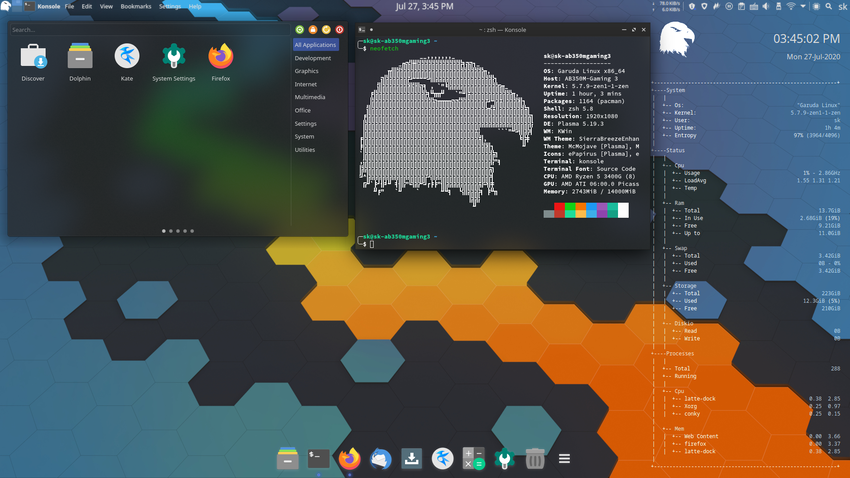 Konsole File Edit View Bookmarks Settings Help
Jul 27, 3:45 PM
78.0 KiB/s
6.0 KiB/s
sk
Search...
Discover
Dolphin
Kate
System Settings
Firefox
All Applications
Development
Graphics
Internet
Multimedia
Office
Settings
System
Utilities
~ : zsh — Konsole
sk@sk-ab350mgaming3 ~
$ neofetch
sk@sk-ab350mgaming3
-------------------
OS: Garuda Linux x86_64
Host: AB350M-Gaming 3
Kernel: 5.7.9-zen1-1-zen
Uptime: 1 hour, 3 mins
Packages: 1164 (pacman)
Shell: zsh 5.8
Resolution: 1920x1080
DE: Plasma 5.19.3
WM: KWin
WM Theme: SierraBreezeEnhan
Theme: McMojave [Plasma], M
Icons: ePapirus [Plasma], e
Terminal: konsole
Terminal Font: Source Code
CPU: AMD Ryzen 5 3400G (8)
GPU: AMD ATI 06:00.0 Picass
Memory: 2743MiB / 14000MiB
sk@sk-ab350mgaming3 ~
$
03:45:02 PM
Mon 27-Jul-2020
System
Os: "Garuda Linux"
Kernel: 5.7.9-zen1-1-zen
User: sk
Uptime: 1h 4m
Entropy 97% (3964/4096)
Status
Cpu
Usage 1% - 2.86GHz
LoadAvg 1.55 1.31 1.21
Temp
Ram
Total 13.7GiB
In Use 2.68GiB (19%)
Free 9.21GiB
Up to 11.0GiB
Swap
Total 3.42GiB
Used 0B - 0%
Free 3.42GiB
Storage
Total 223GiB
Used 12.3GiB (5%)
Free 210GiB
Diskio
Read 0B
Write 0B
Processes
Total 288
Running
Cpu
latte-dock 0.38 2.85
Xorg 0.25 0.97
conky 0.25 0.15
Mem
Web Content 0.00 3.66
firefox 0.00 3.37
latte-dock 0.38 2.85